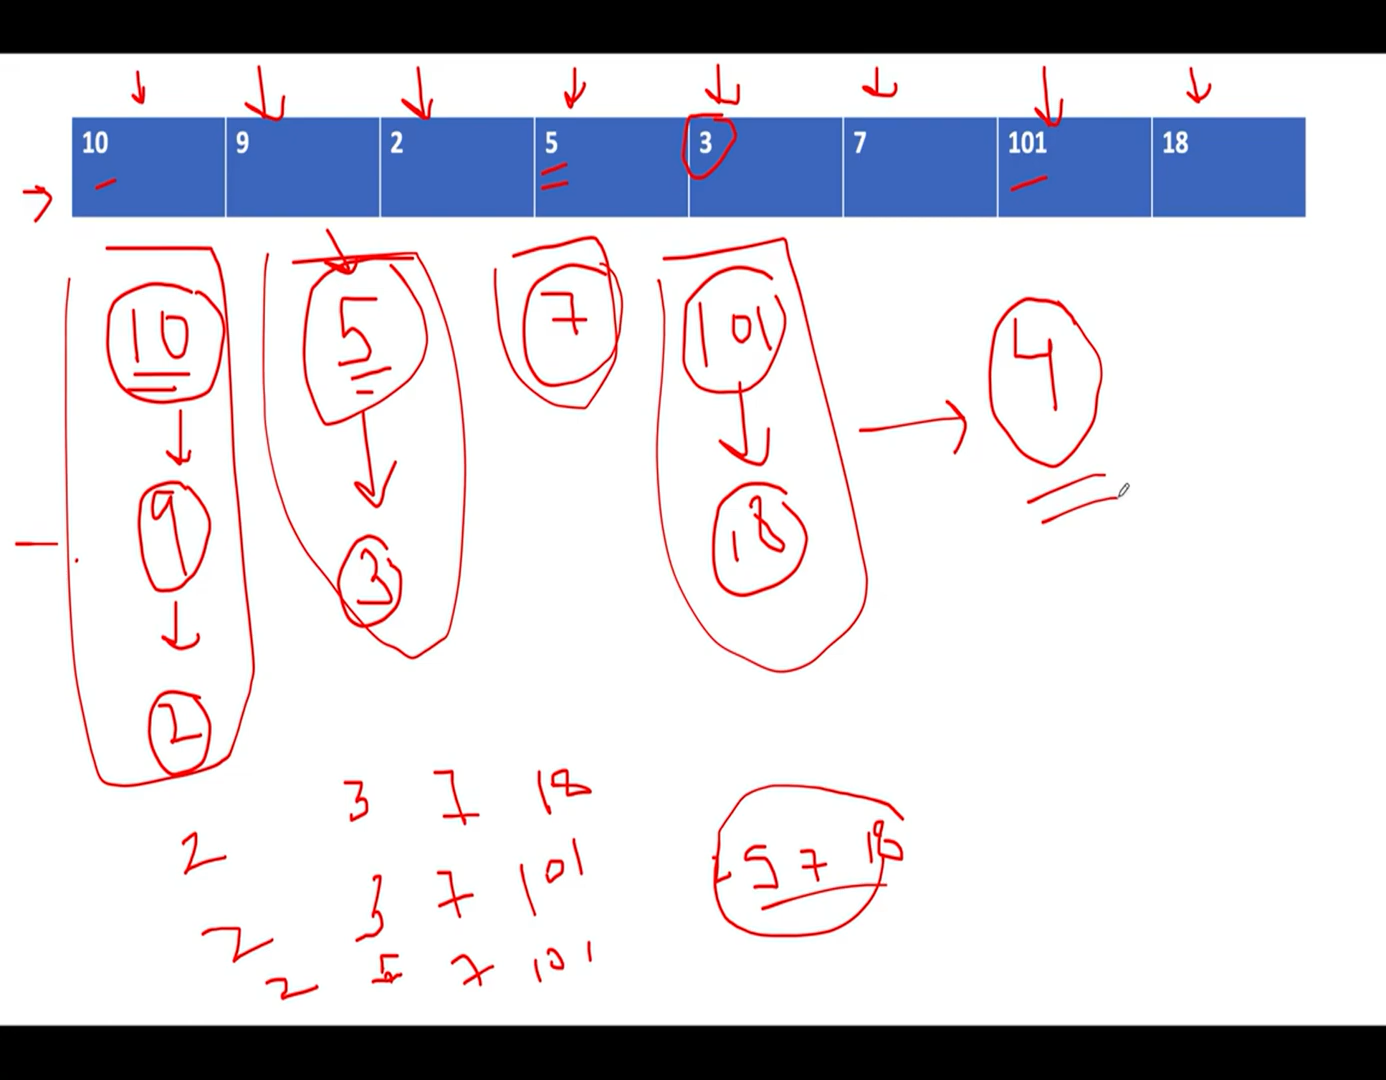 10 9 2 5 3 7 101 18
10 5 7 101 4
9 3 18
2
3 7 18
2
3 7 101
2
5 7 18
2 5 7 101